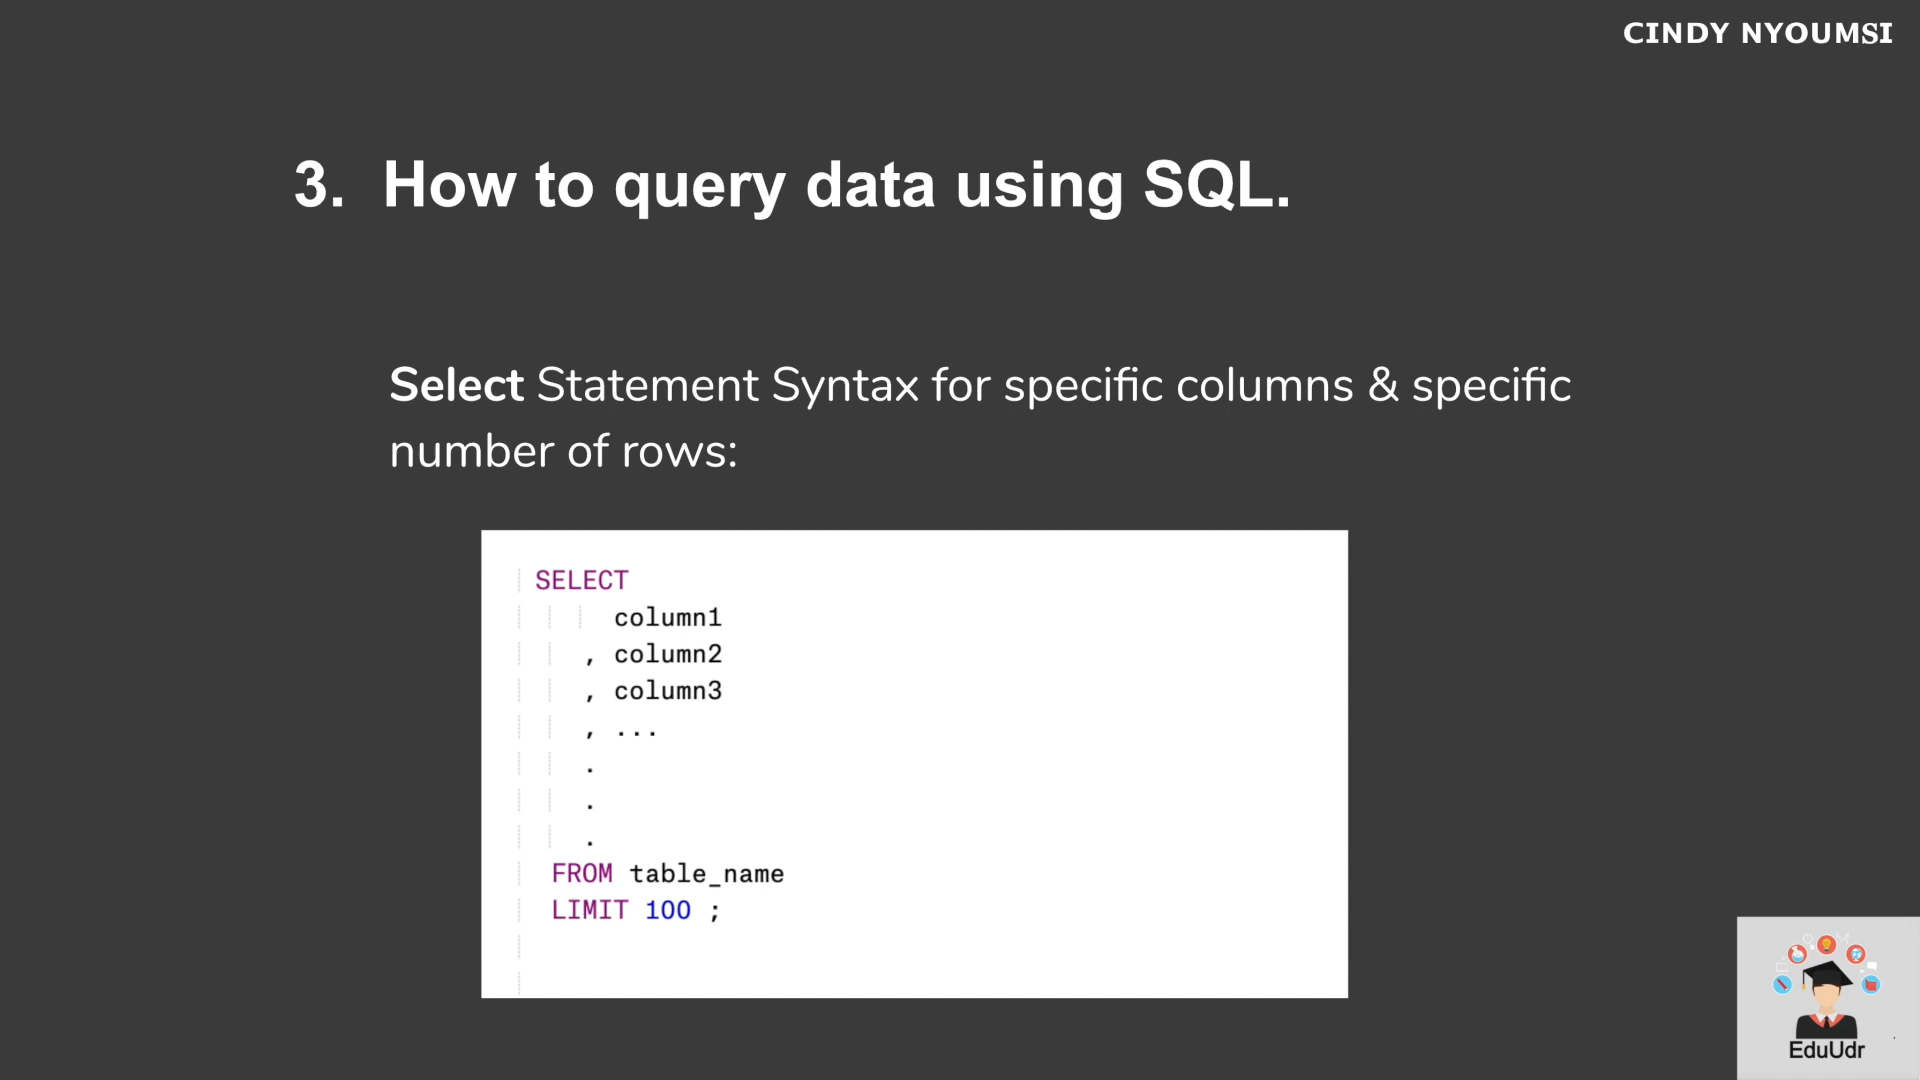 CINDY NYOUMSI
3. How to query data using SQL.
Select Statement Syntax for specific columns & specific
number of rows:
SELECT
column1
, column2
, column3
, ...
.
.
.
FROM table_name
LIMIT 100 ;
EduUdr